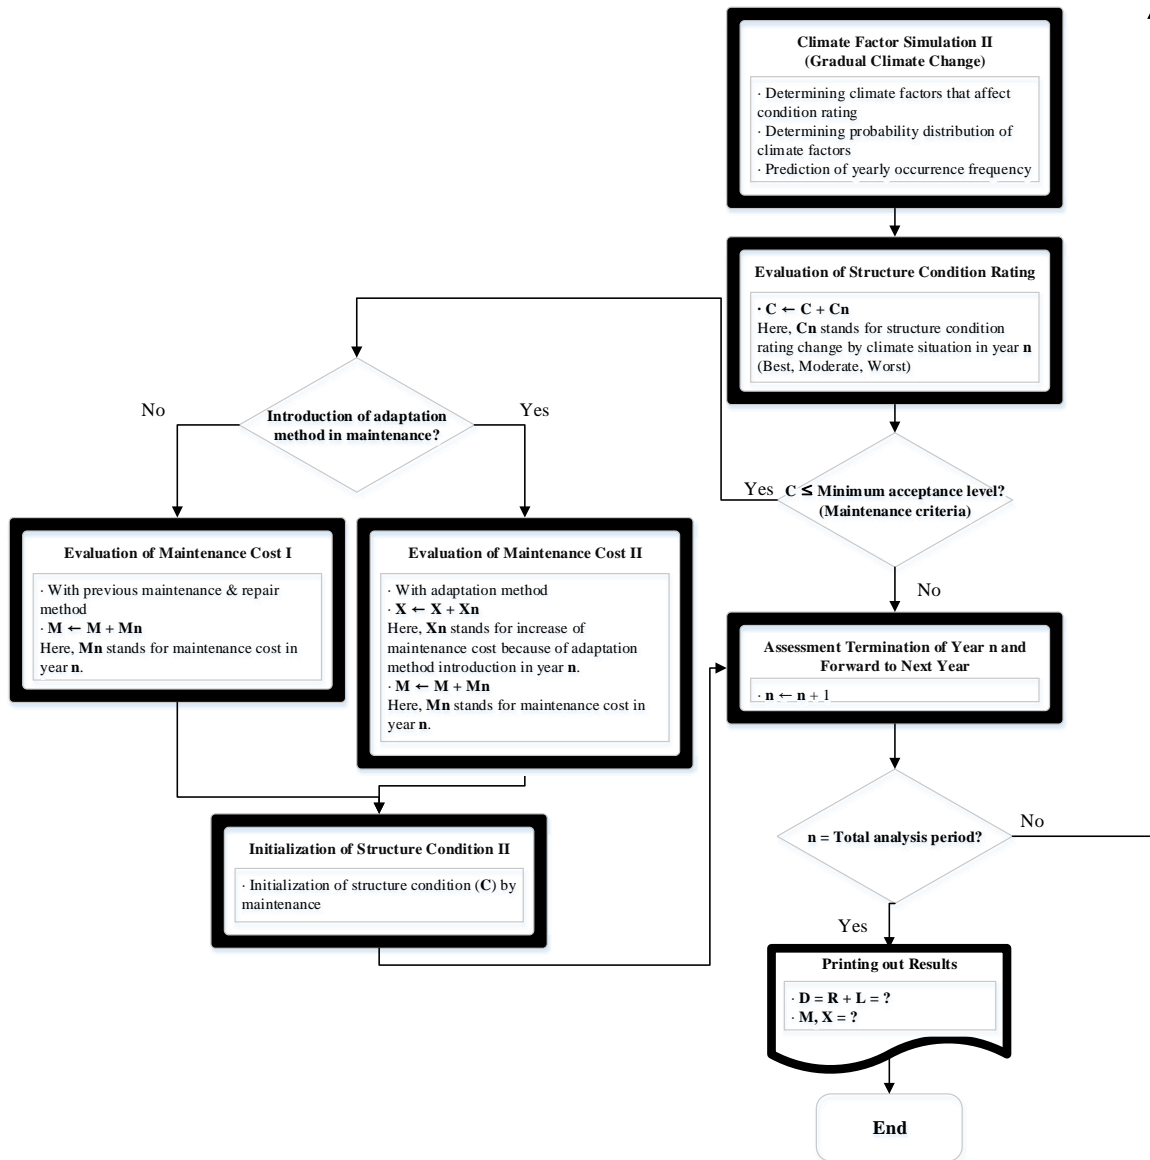 Climate Factor Simulation II
(Gradual Climate Change)
· Determining climate factors that affect
condition rating
· Determining probability distribution of
climate factors
· Prediction of yearly occurrence frequency
Evaluation of Structure Condition Rating
· C ← C + Cn
Here, Cn stands for structure condition
rating change by climate situation in year n
(Best, Moderate, Worst)
No
Introduction of adaptation
method in maintenance?
Yes
Yes
C ≤ Minimum acceptance level?
(Maintenance criteria)
No
Evaluation of Maintenance Cost I
· With previous maintenance & repair
method
· M ← M + Mn
Here, Mn stands for maintenance cost in
year n.
Evaluation of Maintenance Cost II
· With adaptation method
· X ← X + Xn
Here, Xn stands for increase of
maintenance cost because of adaptation
method introduction in year n.
· M ← M + Mn
Here, Mn stands for maintenance cost in
year n.
Assessment Termination of Year n and
Forward to Next Year
· n ← n + 1
Initialization of Structure Condition II
· Initialization of structure condition (C) by
maintenance
n = Total analysis period?
No
Yes
Printing out Results
· D = R + L = ?
· M, X = ?
End